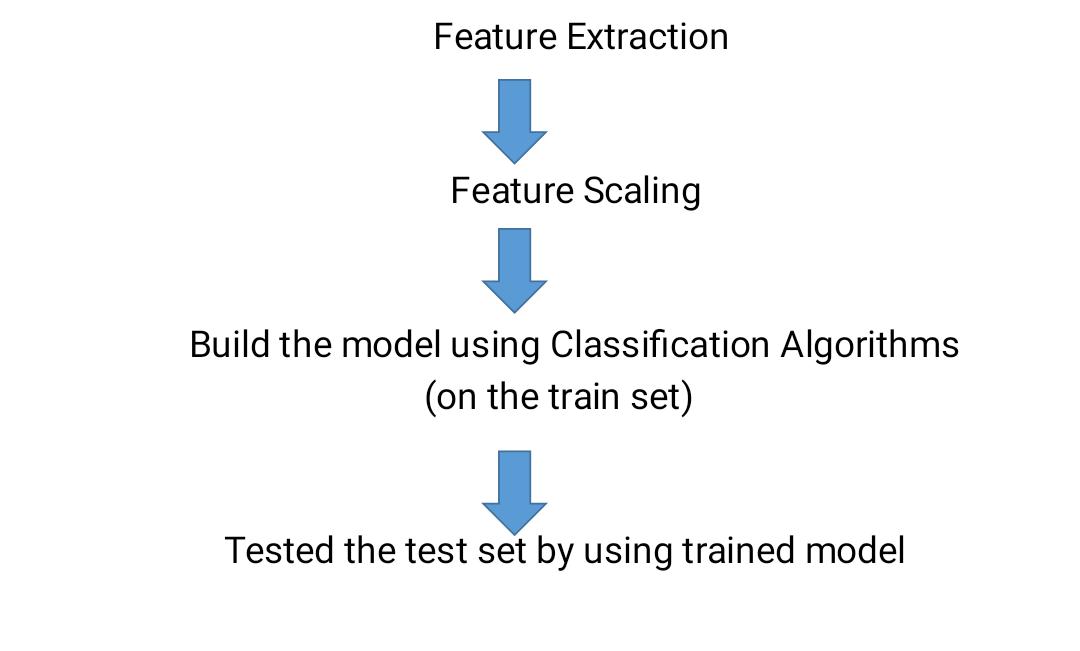 Feature Extraction
Feature Scaling
Build the model using Classification Algorithms
(on the train set)
Tested the test set by using trained model